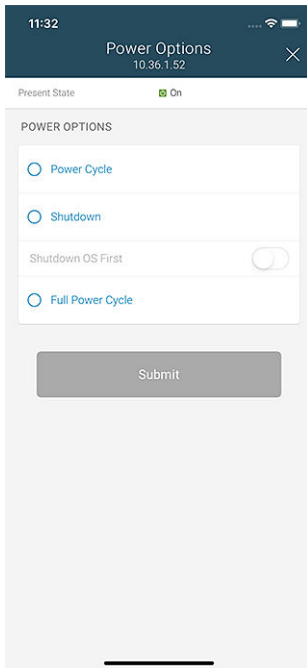 11:32
Power Options
10.36.1.52
Present State On
POWER OPTIONS
Power Cycle
Shutdown
Shutdown OS First
Full Power Cycle
Submit